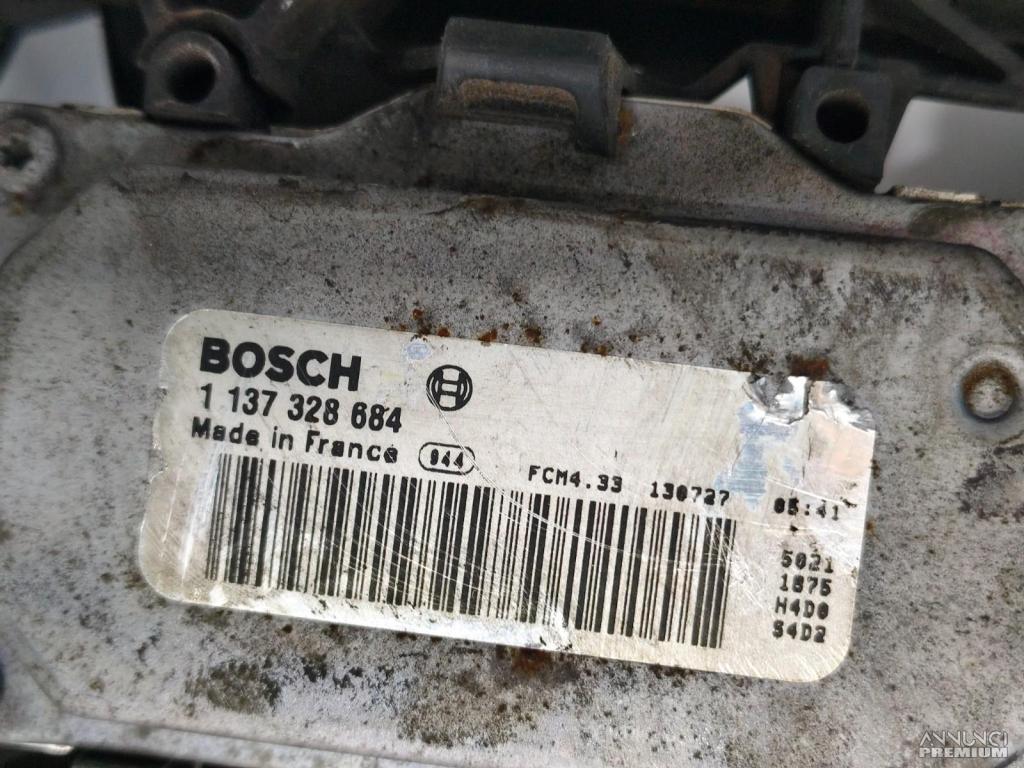 BOSCH
1 137 328 684
Made in France 044
FCM4.33 130727 05:41
5021
1875
H4D0
S4D2
ANNUNCI
PREMIUM